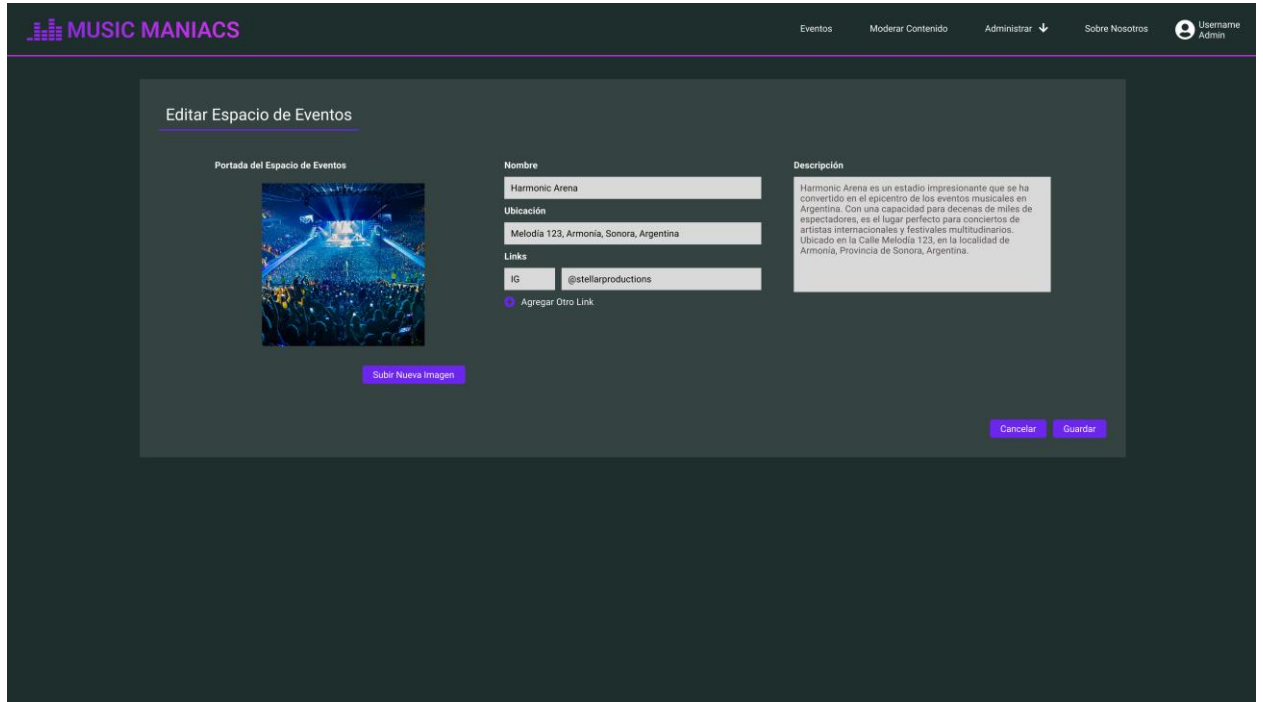 MUSIC MANIACS
Eventos
Moderar Contenido
Administrar
Sobre Nosotros
Username
Admin
Editar Espacio de Eventos
Portada del Espacio de Eventos
Subir Nueva Imagen
Nombre
Harmonic Arena
Ubicación
Melodía 123, Armonía, Sonora, Argentina
Links
IG
@stellarproductions
Agregar Otro Link
Descripción
Harmonic Arena es un estadio impresionante que se ha
convertido en el epicentro de los eventos musicales en
Argentina. Con una capacidad para decenas de miles de
espectadores, es el lugar perfecto para conciertos de
artistas internacionales y festivales multitudinarios.
Ubicado en la Calle Melodía 123, en la localidad de
Armonía, Provincia de Sonora, Argentina.
Cancelar
Guardar